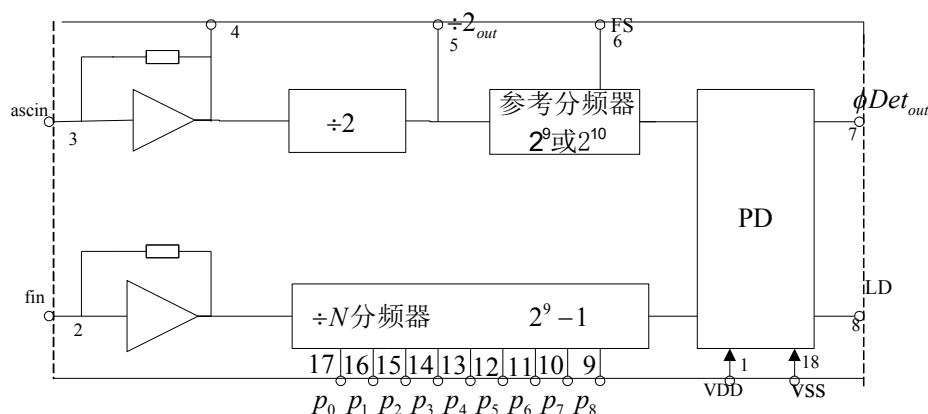 4
÷2out
5
FS
6
ascin
3
÷2
参考分频器
2⁹或2¹⁰
ϕDetout
7
PD
fin
2
÷N分频器 2⁹−1
LD
8
17 16 15 14 13 12 11 10 9
1
18
VDD
VSS
p₀ p₁ p₂ p₃ p₄ p₅ p₆ p₇ p₈